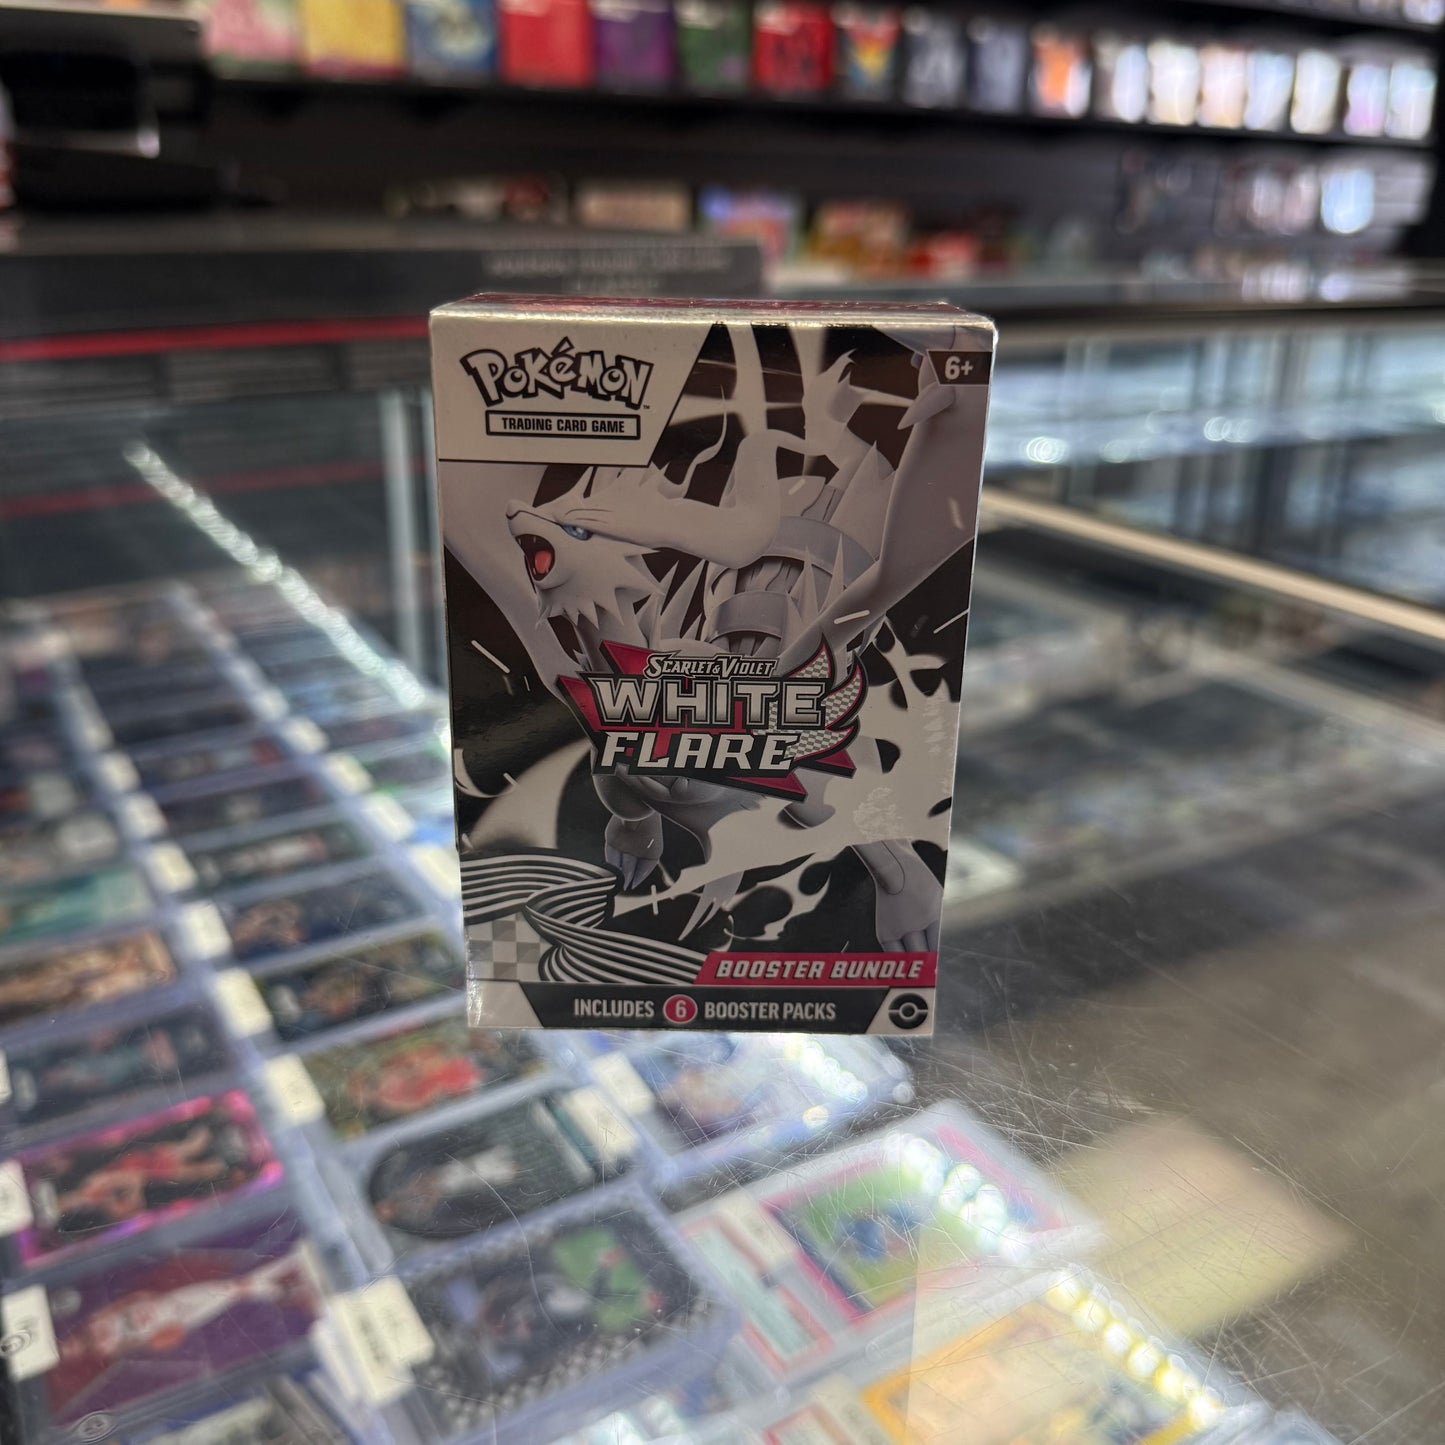 POKéMON
TRADING CARD GAME
6+
SCARLET & VIOLET
WHITE
FLARE
BOOSTER BUNDLE
INCLUDES 6 BOOSTER PACKS